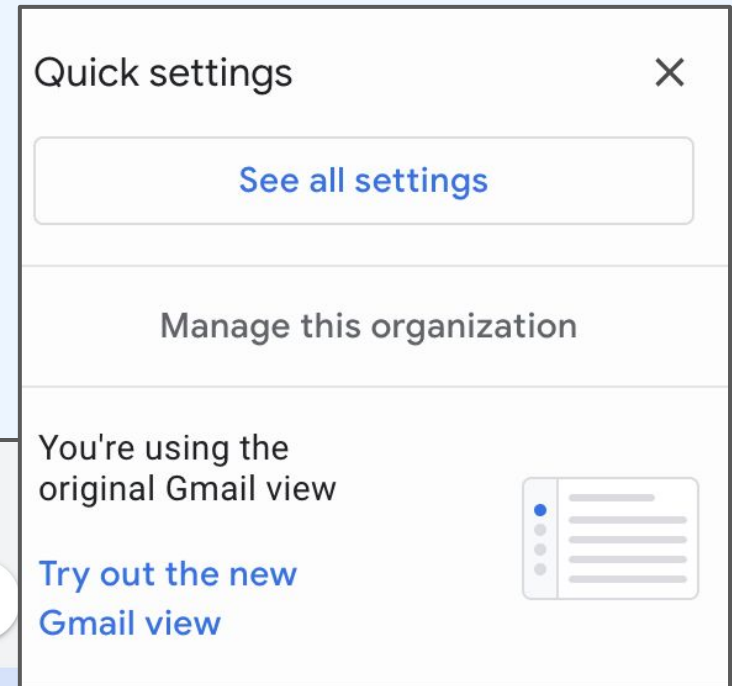 Quick settings
See all settings
Manage this organization
You're using the
original Gmail view
Try out the new
Gmail view